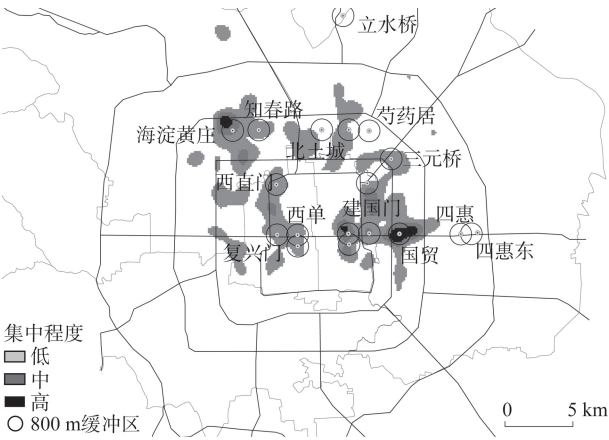 立水桥
知春路
芍药居
海淀黄庄
北土城
三元桥
西直门
西单
建国门
四惠
复兴门
国贸
四惠东
集中程度
低
中
高
800 m缓冲区
0 5 km